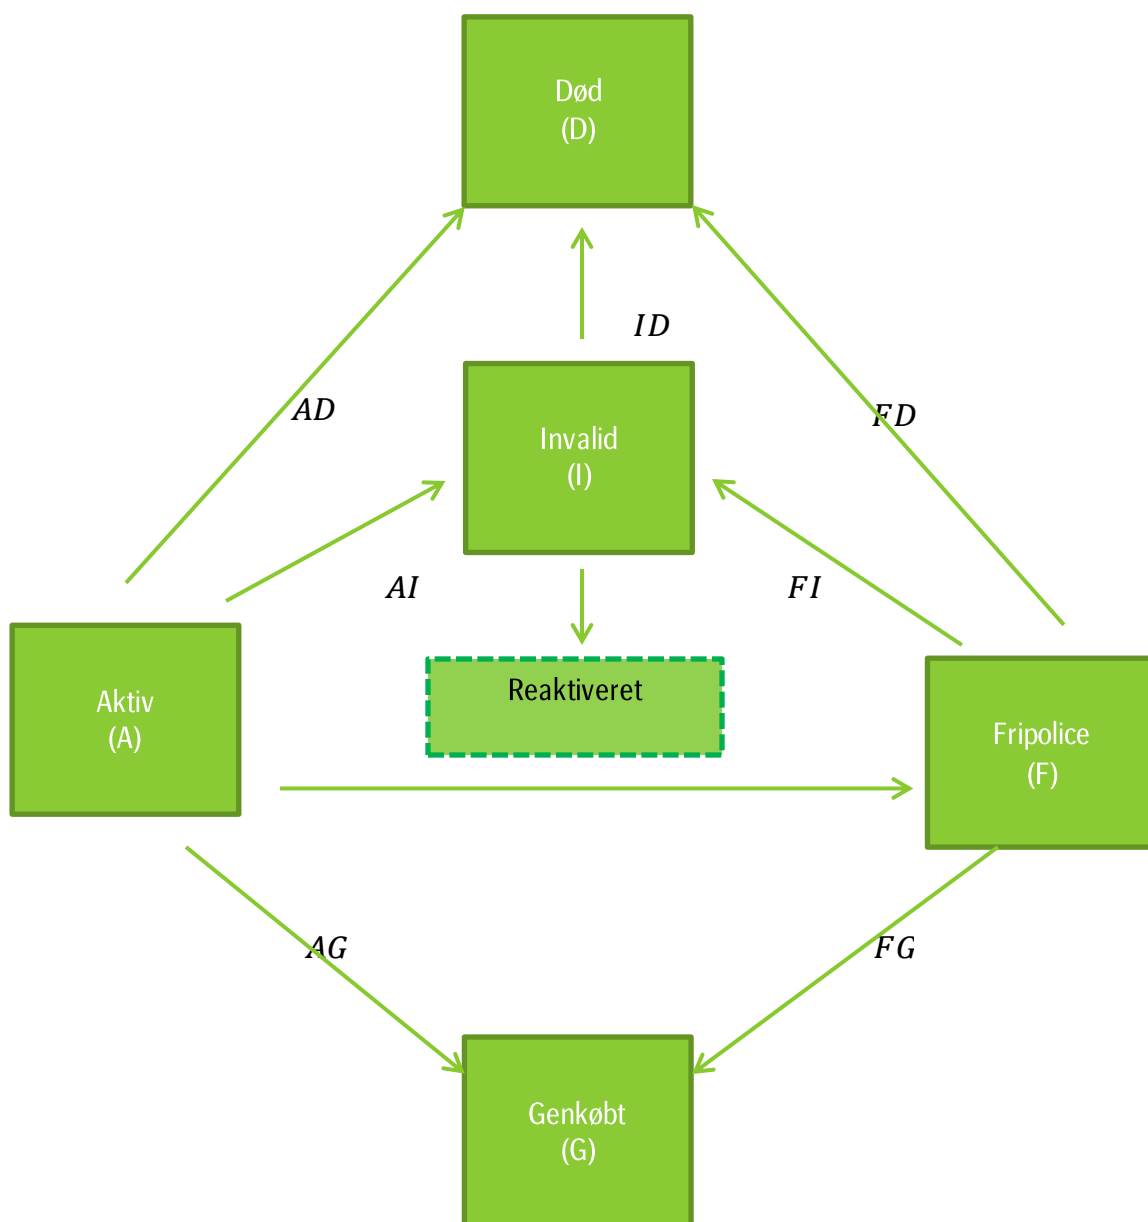 Død
(D)
ID
AD
FD
Invalid
(I)
AI
FI
Reaktiveret
Aktiv
(A)
Fripolice
(F)
AG
FG
Genkøbt
(G)